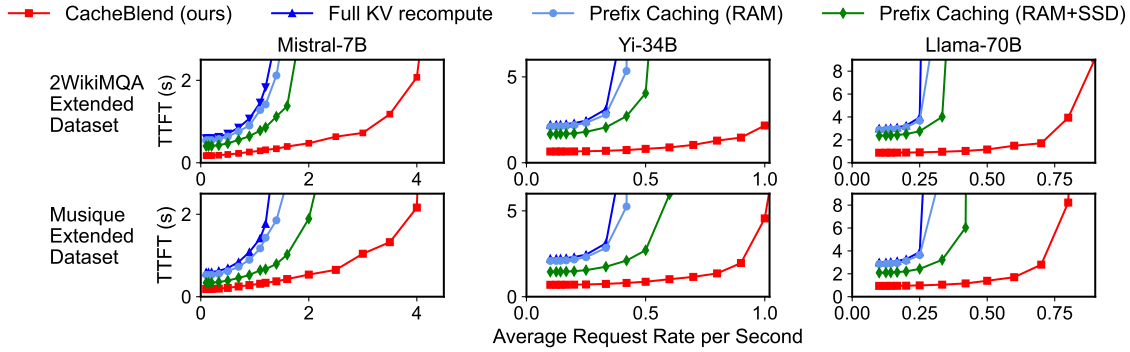 CacheBlend (ours) Full KV recompute Prefix Caching (RAM) Prefix Caching (RAM+SSD)
Mistral-7B Yi-34B Llama-70B
2WikiMQA
Extended
Dataset
TTFT (s)
2
0
0 2 4
5
0
0.0 0.5 1.0
8
6
4
2
0
0.00 0.25 0.50 0.75
Musique
Extended
Dataset
TTFT (s)
2
0
0 2 4
5
0
0.0 0.5 1.0
8
6
4
2
0
0.00 0.25 0.50 0.75
Average Request Rate per Second